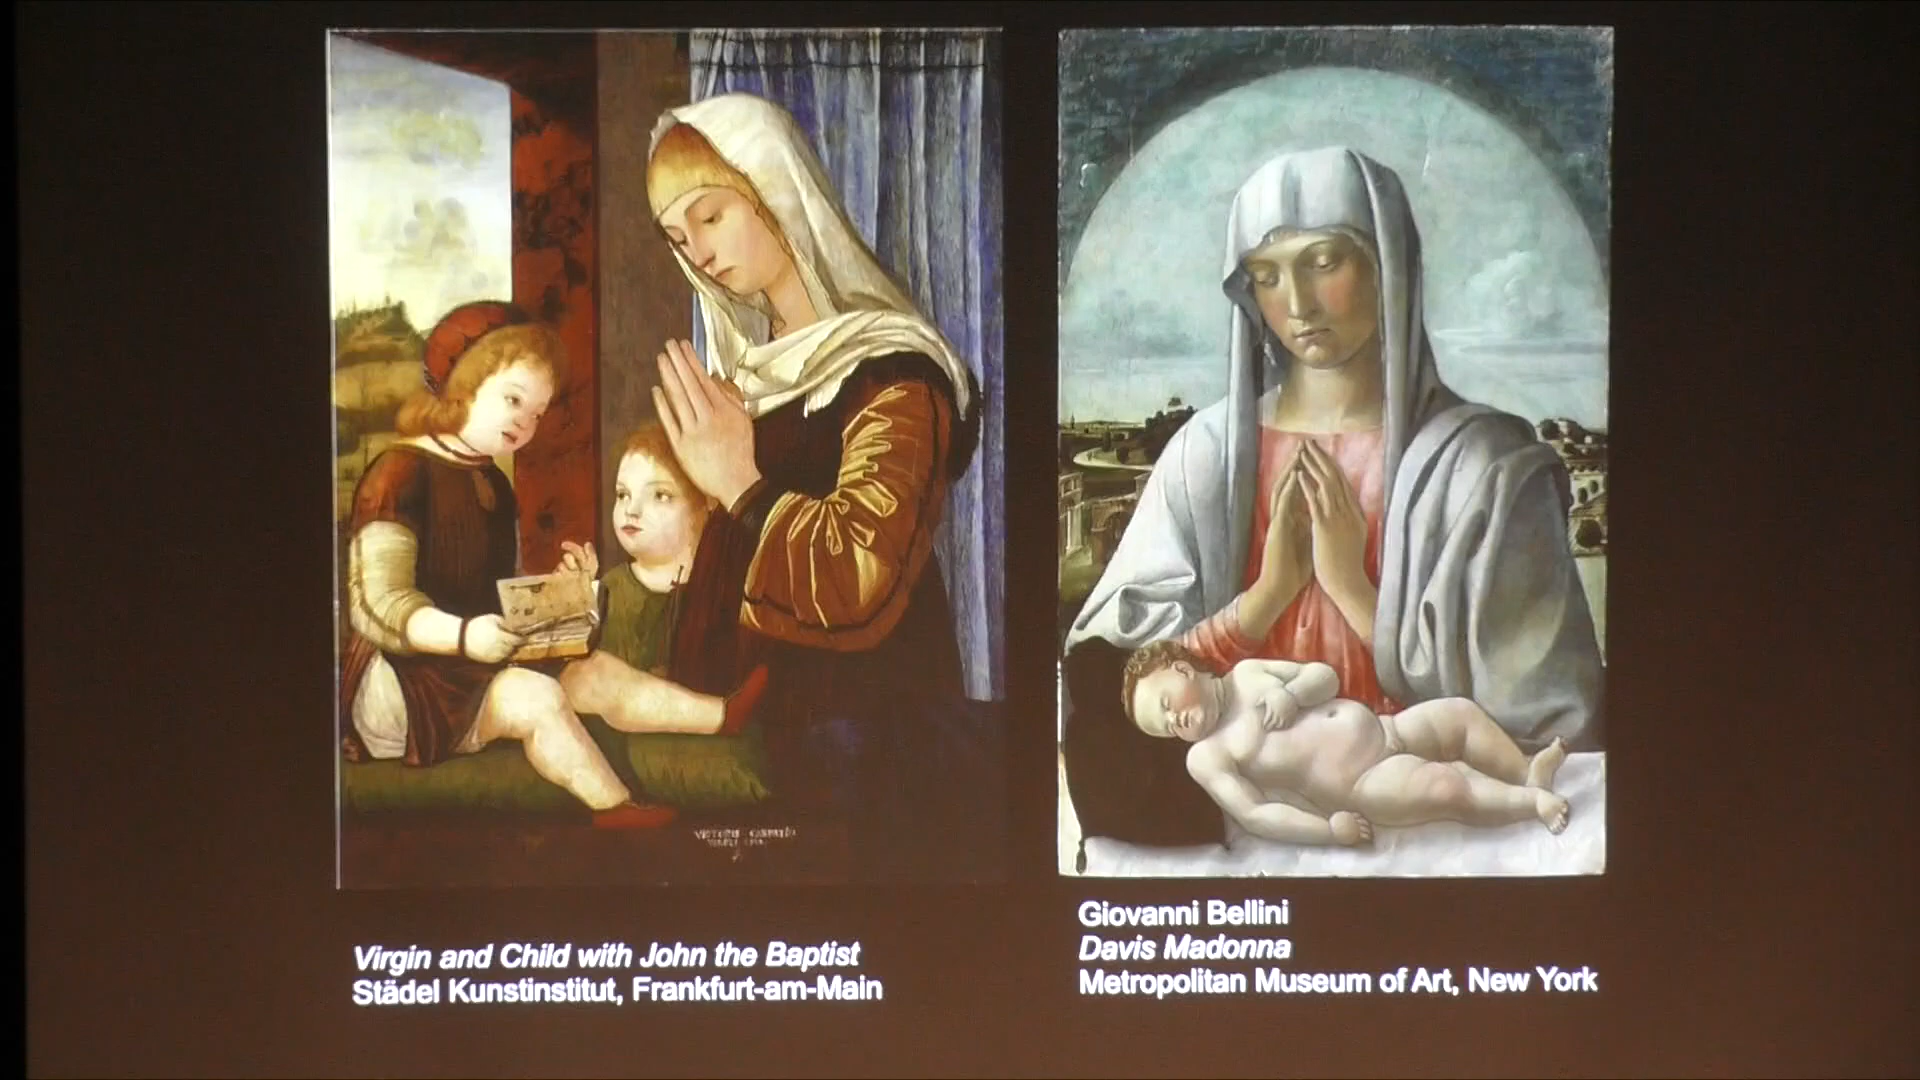 Virgin and Child with John the Baptist
Städel Kunstinstitut, Frankfurt-am-Main
Giovanni Bellini
Davis Madonna
Metropolitan Museum of Art, New York